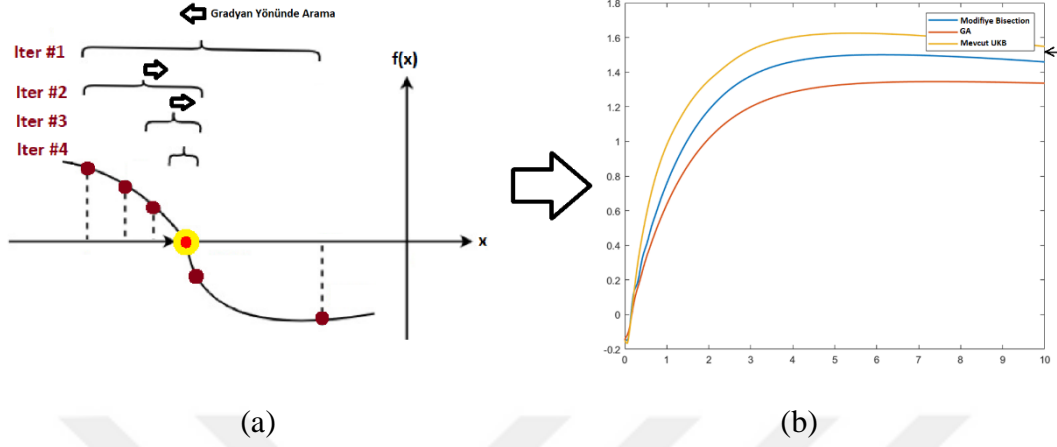 Gradyan Yönünde Arama
Iter #1
Iter #2
Iter #3
Iter #4
f(x)
x
1.8
1.6
1.4
1.2
1
0.8
0.6
0.4
0.2
0
-0.2
0 1 2 3 4 5 6 7 8 9 10
Modifiye Bisection
GA
Mevcut UKB
(a)
(b)